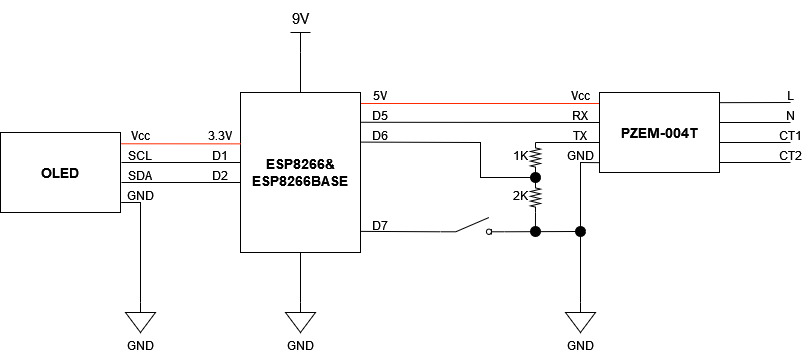 9V
5V Vcc L
D5 RX N
Vcc 3.3V D6 TX PZEM-004T CT1
SCL D1 ESP8266& 1K GND CT2
OLED ESP8266BASE
SDA D2
GND 2K
D7
GND GND GND